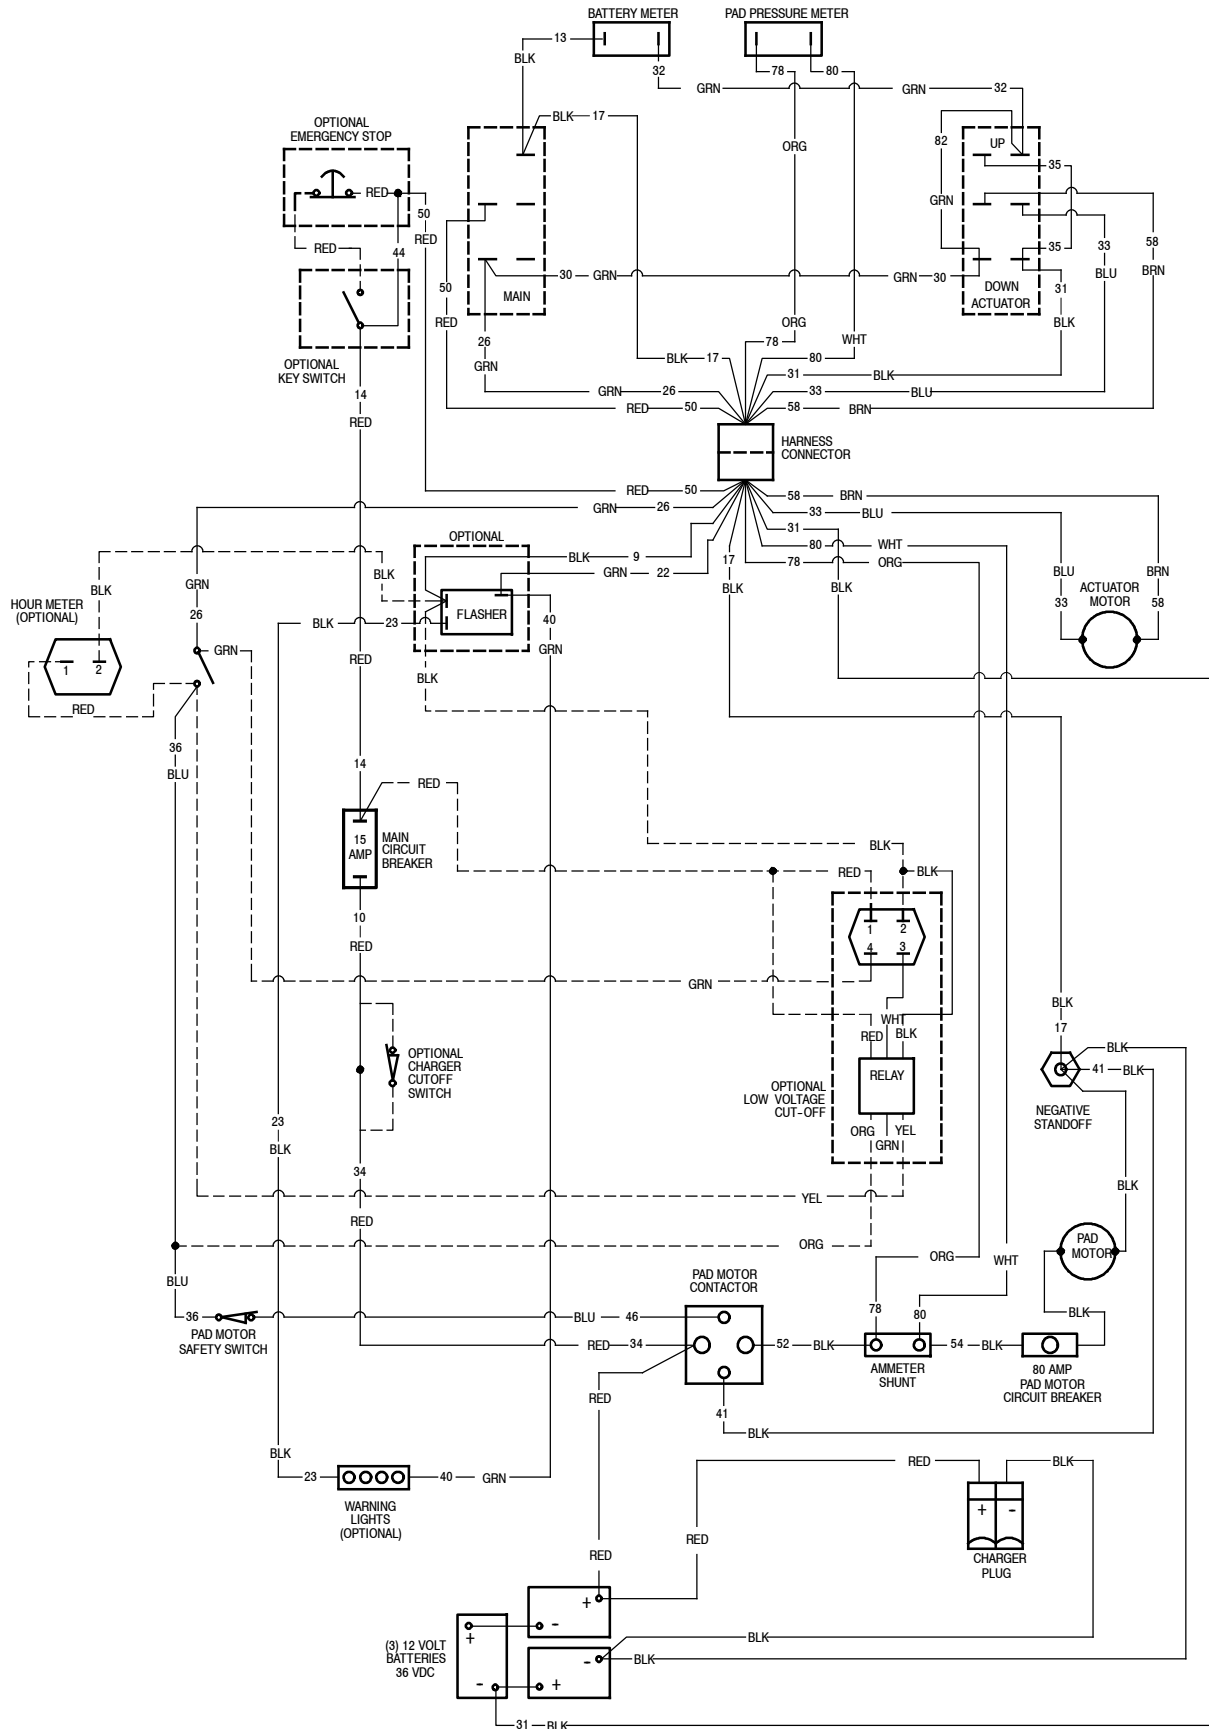 BATTERY METER
PAD PRESSURE METER
13
BLK
32
78
80
GRN
GRN
32
OPTIONAL
EMERGENCY STOP
BLK
17
ORG
82
UP
35
RED
50
RED
44
GRN
RED
50
RED
30
GRN
GRN
30
35
33
BLU
58
BRN
MAIN
DOWN
ACTUATOR
31
BLK
ORG
78
WHT
80
26
GRN
OPTIONAL
KEY SWITCH
BLK
17
31
BLK
14
RED
GRN
26
33
BLU
RED
50
58
BRN
HARNESS
CONNECTOR
RED
50
58
BRN
GRN
26
33
BLU
31
OPTIONAL
80
WHT
BLK
9
17
BLK
78
ORG
GRN
22
BLK
BLK
GRN
26
BLK
BLU
33
BRN
58
HOUR METER
(OPTIONAL)
ACTUATOR
MOTOR
FLASHER
BLK
23
40
GRN
1
2
GRN
RED
BLK
RED
36
BLU
14
RED
15
AMP
MAIN
CIRCUIT
BREAKER
BLK
RED
BLK
10
RED
1
2
4
3
GRN
WHT
RED
BLK
BLK
17
BLK
41
BLK
OPTIONAL
CHARGER
CUTOFF
SWITCH
RELAY
OPTIONAL
LOW VOLTAGE
CUT-OFF
NEGATIVE
STANDOFF
23
BLK
ORG
YEL
GRN
34
RED
BLK
YEL
ORG
PAD
MOTOR
ORG
WHT
BLU
PAD MOTOR
CONTACTOR
36
PAD MOTOR
SAFETY SWITCH
BLU
46
78
80
BLK
RED
34
52
BLK
54
BLK
AMMETER
SHUNT
80 AMP
PAD MOTOR
CIRCUIT BREAKER
RED
41
BLK
BLK
23
40
GRN
RED
BLK
WARNING
LIGHTS
(OPTIONAL)
+
-
RED
RED
CHARGER
PLUG
+
-
(3) 12 VOLT
BATTERIES
36 VDC
+
-
-
+
BLK
BLK
31
BLK